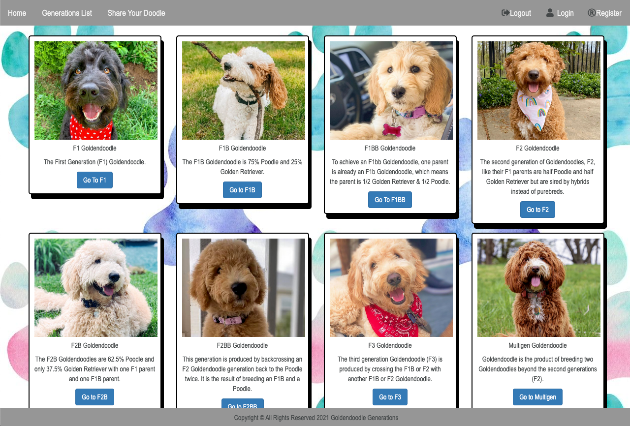 Home Generations List Share Your Doodle Logout Login Register
F1 Goldendoodle
The First Generation (F1) Goldendoodle.
Go To F1
F1B Goldendoodle
The F1B Goldendoodle is 75% Poodle and 25%
Golden Retriever.
Go to F1B
F1BB Goldendoodle
To achieve an F1bb Goldendoodle, one parent
is already an F1b Goldendoodle, which means
the parent is 1/2 Golden Retriever & 1/2 Poodle.
Go To F1BB
F2 Goldendoodle
The second generation of Goldendoodles, F2,
like their F1 parents are half Poodle and half
Golden Retriever but are sired by hybrids
instead of purebreds.
Go to F2
F2B Goldendoodle
The F2B Goldendoodles are 62.5% Poodle and
only 37.5% Golden Retriever with one F1 parent
and one F1B parent.
Go to F2B
F2BB Goldendoodle
This generation is produced by backcrossing an
F2 Goldendoodle generation back to the Poodle
twice. It is the result of breeding an F1B and a
Poodle.
Go to F2BB
F3 Goldendoodle
The third generation Goldendoodle (F3) is
produced by crossing the F1B or F2 with
another F1B or F2 Goldendoodle.
Go to F3
Multigen Goldendoodle
Goldendoodle is the product of breeding two
Goldendoodles beyond the second generations
(F2).
Go to Multigen
Copyright © All Rights Reserved 2021 Goldendoodle Generations